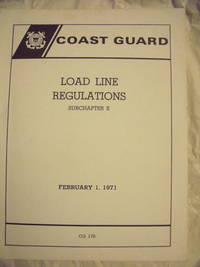 COAST GUARD
LOAD LINE
REGULATIONS
SUBCHAPTER E
FEBRUARY 1, 1971
CG 176